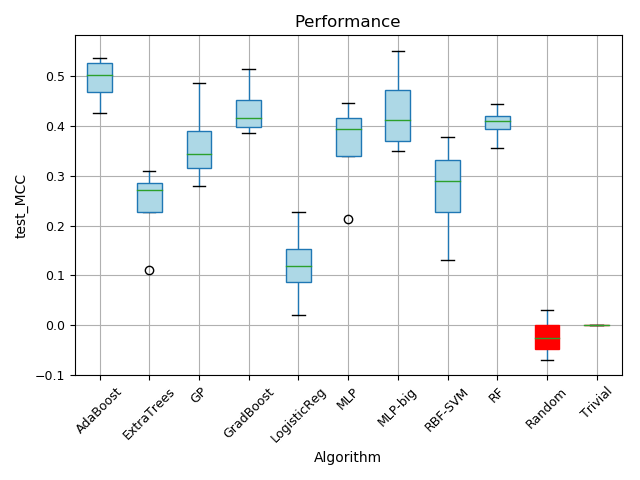 Performance
test_MCC
0.5
0.4
0.3
0.2
0.1
0.0
−0.1
AdaBoost
ExtraTrees
GP
GradBoost
LogisticReg
MLP
MLP-big
RBF-SVM
RF
Random
Trivial
Algorithm